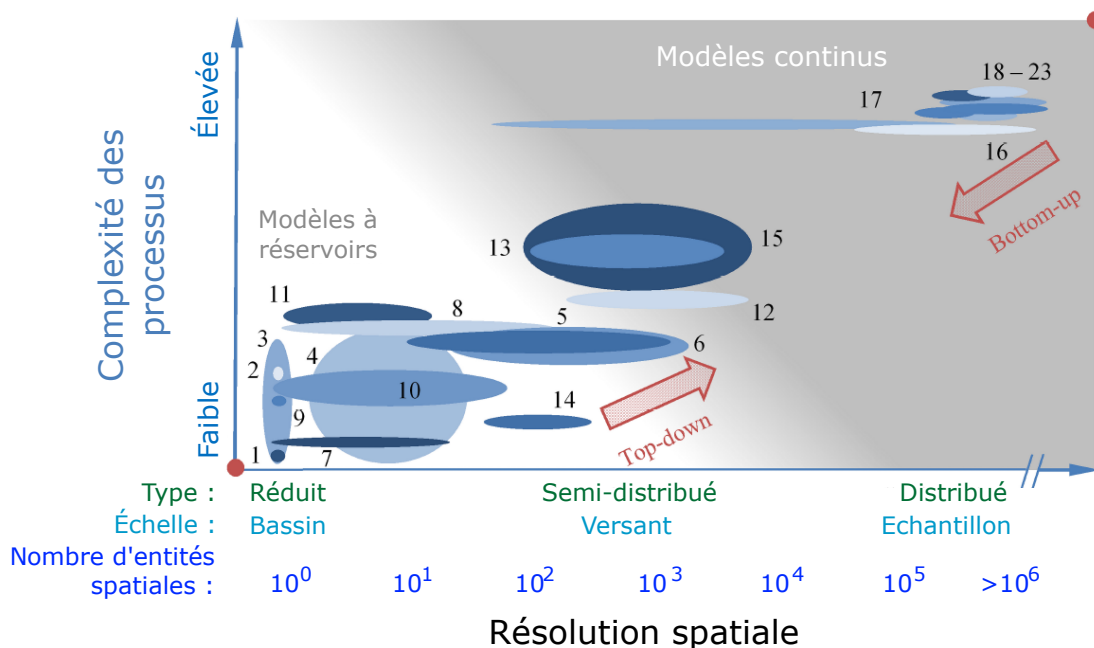 Modèles continus
18 – 23
17
16
Bottom-up
Élevée
Complexité des
processus
Faible
Modèles à
réservoirs
13
15
12
11
8
5
6
3
4
2
10
9
14
1
7
Top-down
Type :
Réduit
Semi-distribué
Distribué
Échelle :
Bassin
Versant
Echantillon
Nombre d'entités
spatiales :
10^0
10^1
10^2
10^3
10^4
10^5
>10^6
Résolution spatiale